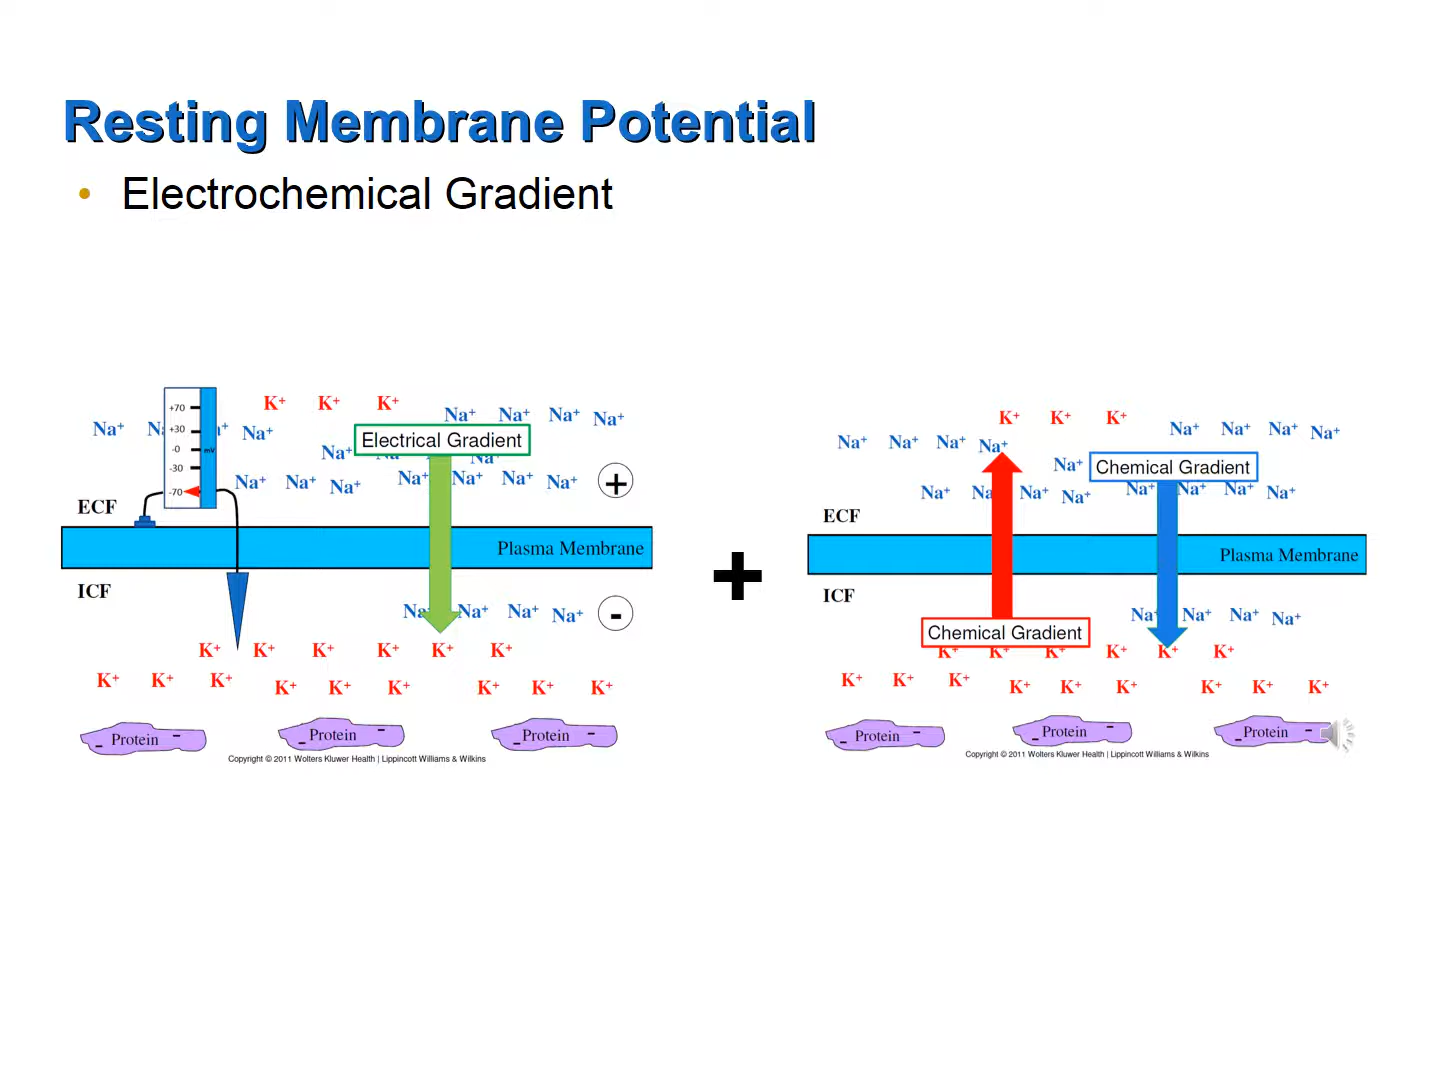 Resting Membrane Potential
• Electrochemical Gradient
+70
+30
-0
-30
-70
mV
K⁺ K⁺ K⁺
Na⁺ Na⁺ Na⁺ Na⁺
Na⁺ Na⁺
Electrical Gradient
Na⁺ Na⁺
Na⁺ Na⁺ Na⁺ Na⁺ Na⁺ Na⁺ Na⁺
+
ECF
Plasma Membrane
ICF
Na⁺ Na⁺ Na⁺
-
K⁺ K⁺ K⁺ K⁺ K⁺ K⁺
K⁺ K⁺ K⁺ K⁺ K⁺ K⁺ K⁺ K⁺ K⁺
- Protein - - Protein - - Protein -
Copyright © 2011 Wolters Kluwer Health | Lippincott Williams & Wilkins
+
K⁺ K⁺ K⁺
Na⁺ Na⁺ Na⁺ Na⁺ Na⁺ Na⁺ Na⁺ Na⁺
Na⁺
Chemical Gradient
Na⁺ Na⁺ Na⁺ Na⁺ Na⁺ Na⁺ Na⁺
ECF
Plasma Membrane
ICF
Na⁺ Na⁺ Na⁺
Chemical Gradient
K⁺ K⁺ K⁺ K⁺ K⁺ K⁺
K⁺ K⁺ K⁺ K⁺ K⁺ K⁺ K⁺ K⁺ K⁺
- Protein - - Protein - - Protein -
Copyright © 2011 Wolters Kluwer Health | Lippincott Williams & Wilkins